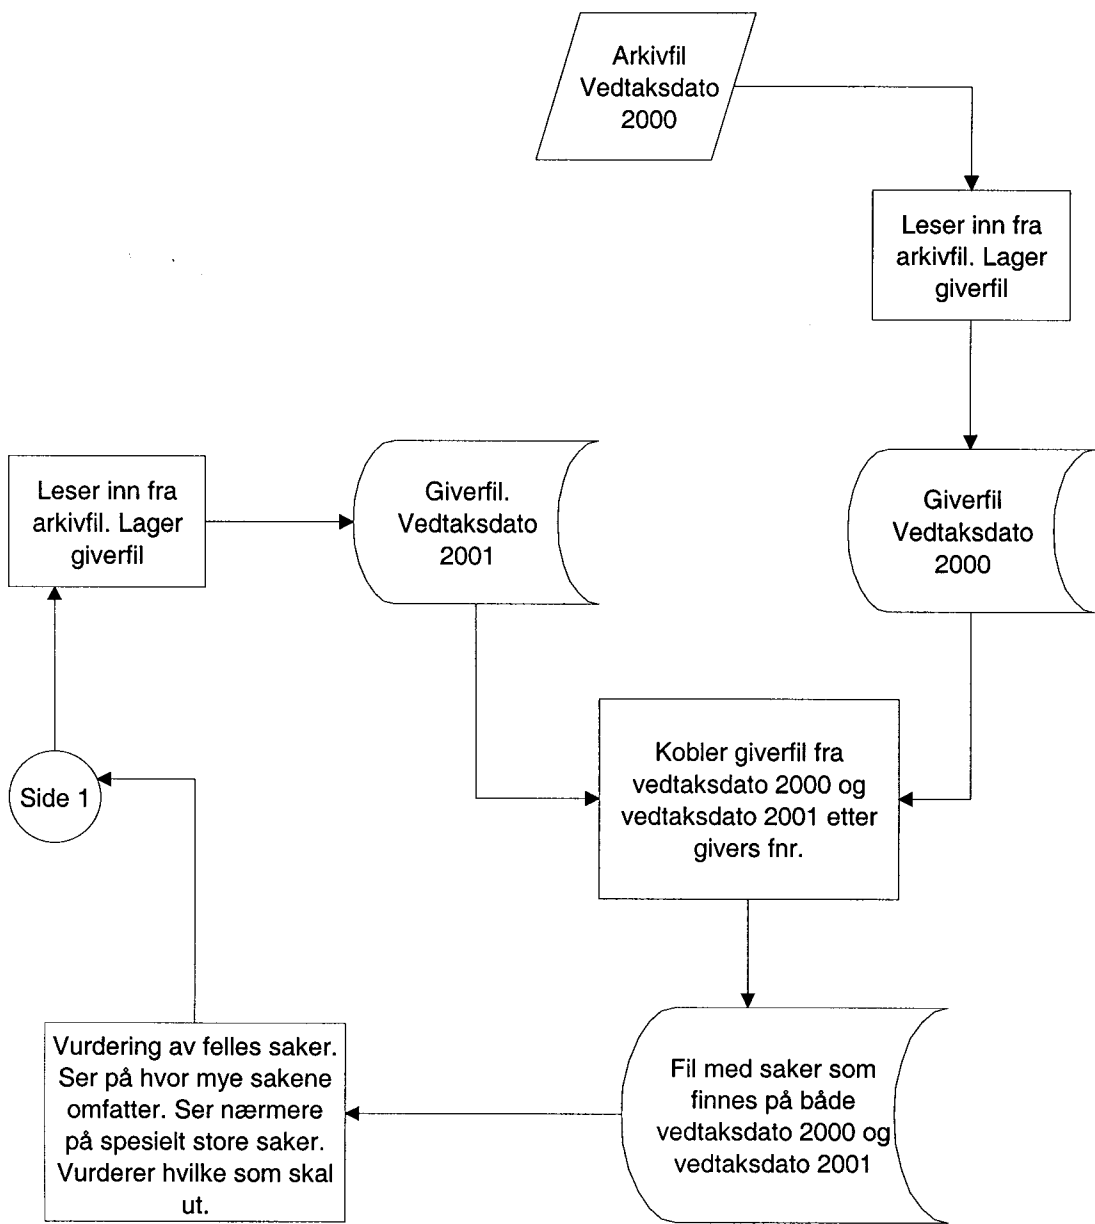 Arkivfil
Vedtaksdato
2000
Leser inn fra
arkivfil. Lager
giverfil
Leser inn fra
arkivfil. Lager
giverfil
Giverfil.
Vedtaksdato
2001
Giverfil
Vedtaksdato
2000
Side 1
Kobler giverfil fra
vedtaksdato 2000 og
vedtaksdato 2001 etter
givers fnr.
Vurdering av felles saker.
Ser på hvor mye sakene
omfatter. Ser nærmere
på spesielt store saker.
Vurderer hvilke som skal
ut.
Fil med saker som
finnes på både
vedtaksdato 2000 og
vedtaksdato 2001